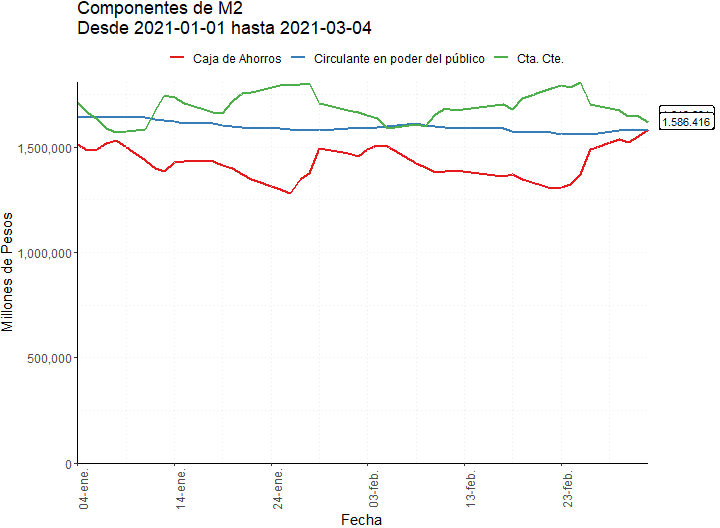 Componentes de M2
Desde 2021-01-01 hasta 2021-03-04
Caja de Ahorros
Circulante en poder del público
Cta. Cte.
Millones de Pesos
1,500,000
1,000,000
500,000
0
1.586.416
04-ene.
14-ene.
24-ene.
03-feb.
13-feb.
23-feb.
Fecha